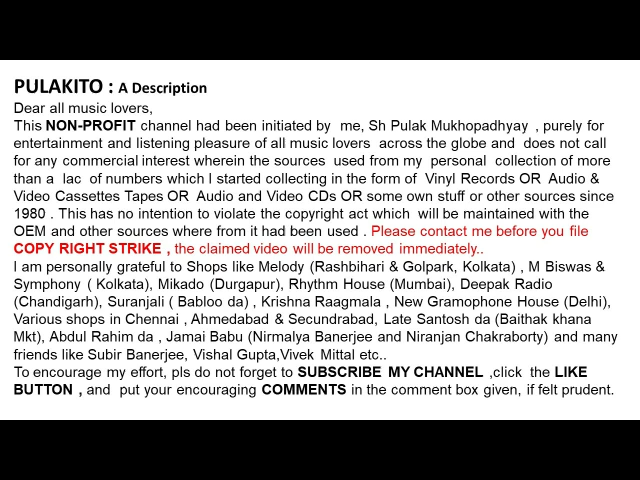 PULAKITO : A Description
Dear all music lovers,
This NON-PROFIT channel had been initiated by me, Sh Pulak Mukhopadhyay , purely for
entertainment and listening pleasure of all music lovers across the globe and does not call
for any commercial interest wherein the sources used from my personal collection of more
than a lac of numbers which I started collecting in the form of Vinyl Records OR Audio &
Video Cassettes Tapes OR Audio and Video CDs OR some own stuff or other sources since
1980 . This has no intention to violate the copyright act which will be maintained with the
OEM and other sources where from it had been used . Please contact me before you file
COPY RIGHT STRIKE , the claimed video will be removed immediately..
I am personally grateful to Shops like Melody (Rashbihari & Golpark, Kolkata) , M Biswas &
Symphony ( Kolkata), Mikado (Durgapur), Rhythm House (Mumbai), Deepak Radio
(Chandigarh), Suranjali ( Babloo da) , Krishna Raagmala , New Gramophone House (Delhi),
Various shops in Chennai , Ahmedabad & Secundrabad, Late Santosh da (Baithak khana
Mkt), Abdul Rahim da , Jamai Babu (Nirmalya Banerjee and Niranjan Chakraborty) and many
friends like Subir Banerjee, Vishal Gupta,Vivek Mittal etc..
To encourage my effort, pls do not forget to SUBSCRIBE MY CHANNEL ,click the LIKE
BUTTON , and put your encouraging COMMENTS in the comment box given, if felt prudent.